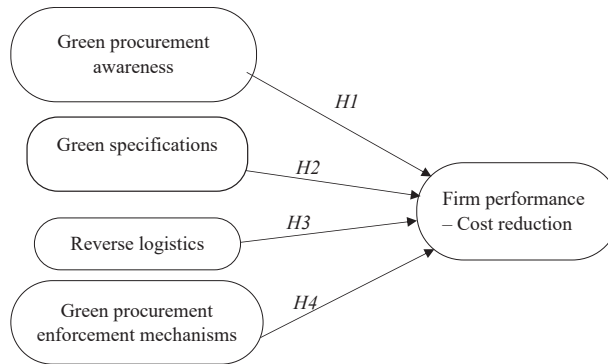 Green procurement
awareness
H1
Green specifications
H2
Firm performance
– Cost reduction
H3
Reverse logistics
H4
Green procurement
enforcement mechanisms